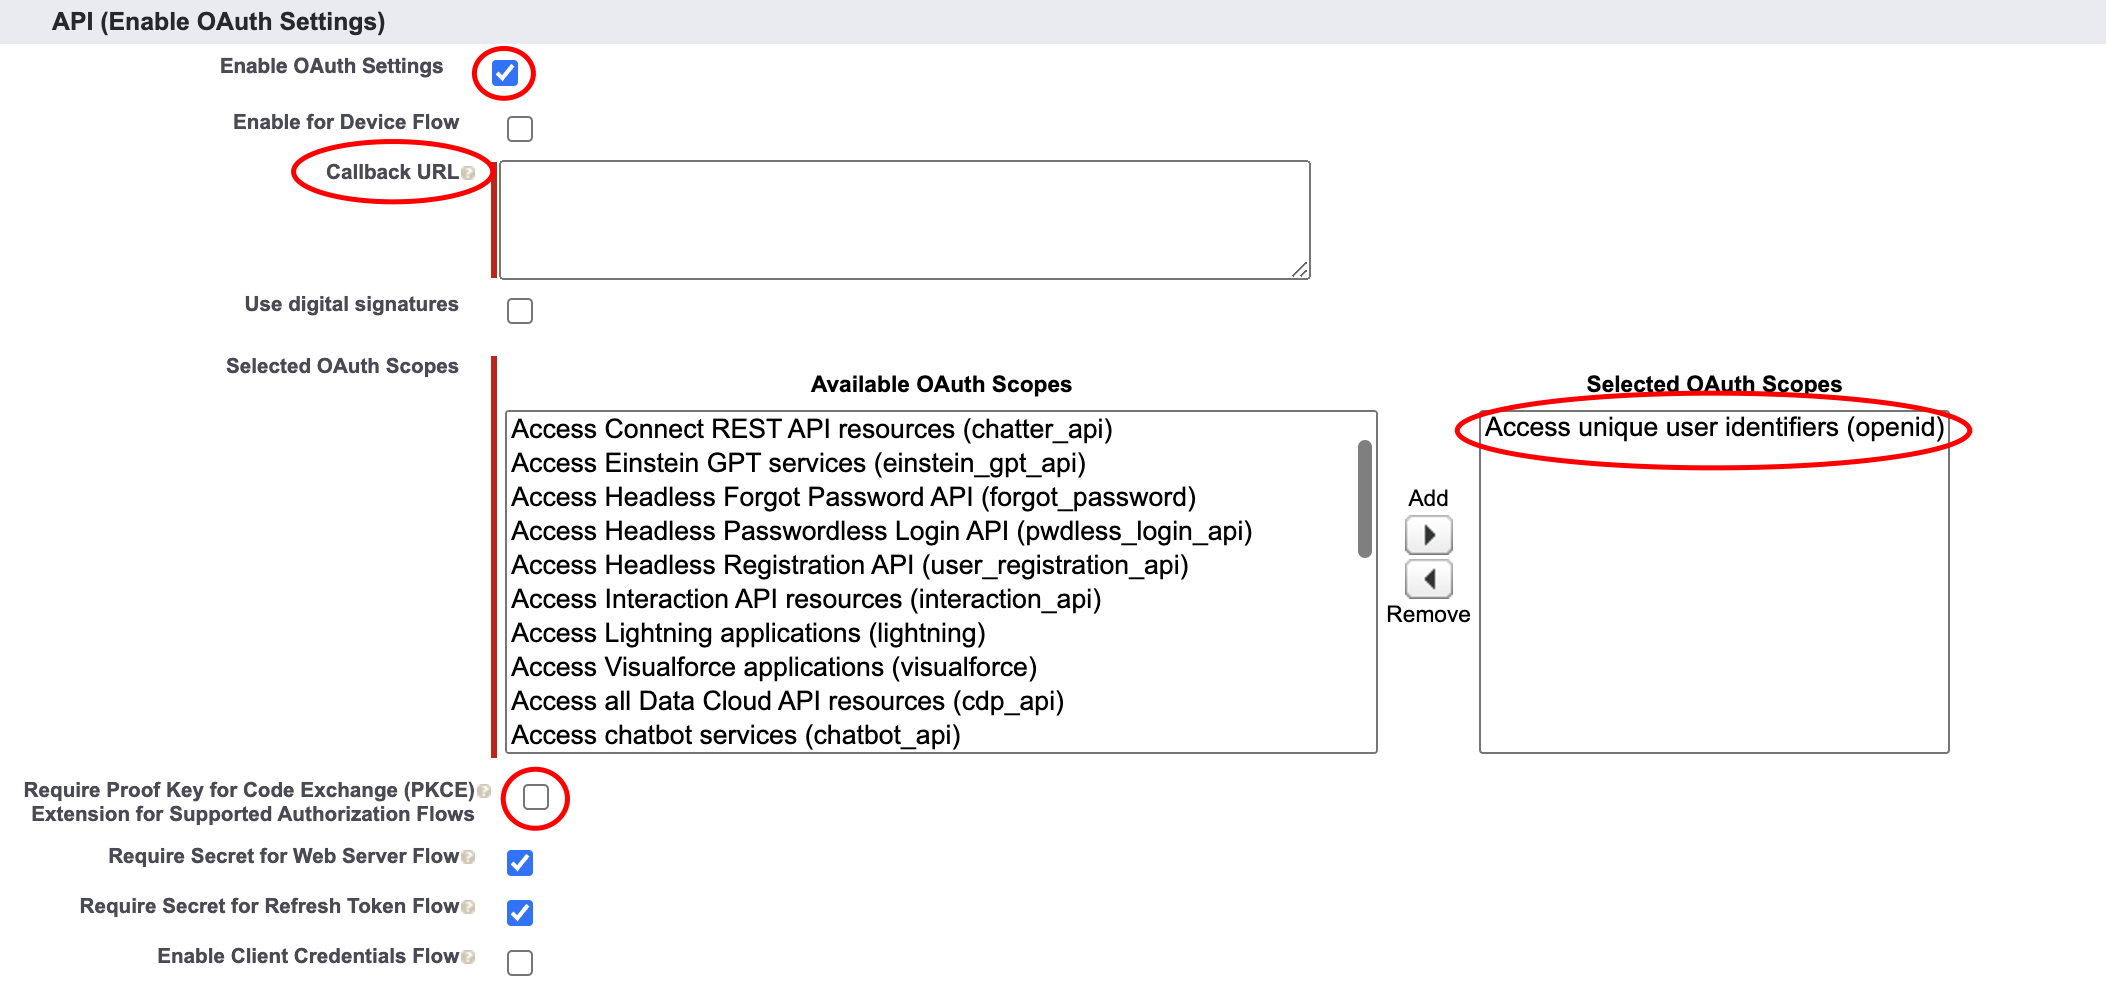 API (Enable OAuth Settings)
Enable OAuth Settings
Enable for Device Flow
Callback URL
Use digital signatures
Selected OAuth Scopes
Available OAuth Scopes
Access Connect REST API resources (chatter_api)
Access Einstein GPT services (einstein_gpt_api)
Access Headless Forgot Password API (forgot_password)
Access Headless Passwordless Login API (pwdless_login_api)
Access Headless Registration API (user_registration_api)
Access Interaction API resources (interaction_api)
Access Lightning applications (lightning)
Access Visualforce applications (visualforce)
Access all Data Cloud API resources (cdp_api)
Access chatbot services (chatbot_api)
Add
Remove
Selected OAuth Scopes
Access unique user identifiers (openid)
Require Proof Key for Code Exchange (PKCE)
Extension for Supported Authorization Flows
Require Secret for Web Server Flow
Require Secret for Refresh Token Flow
Enable Client Credentials Flow